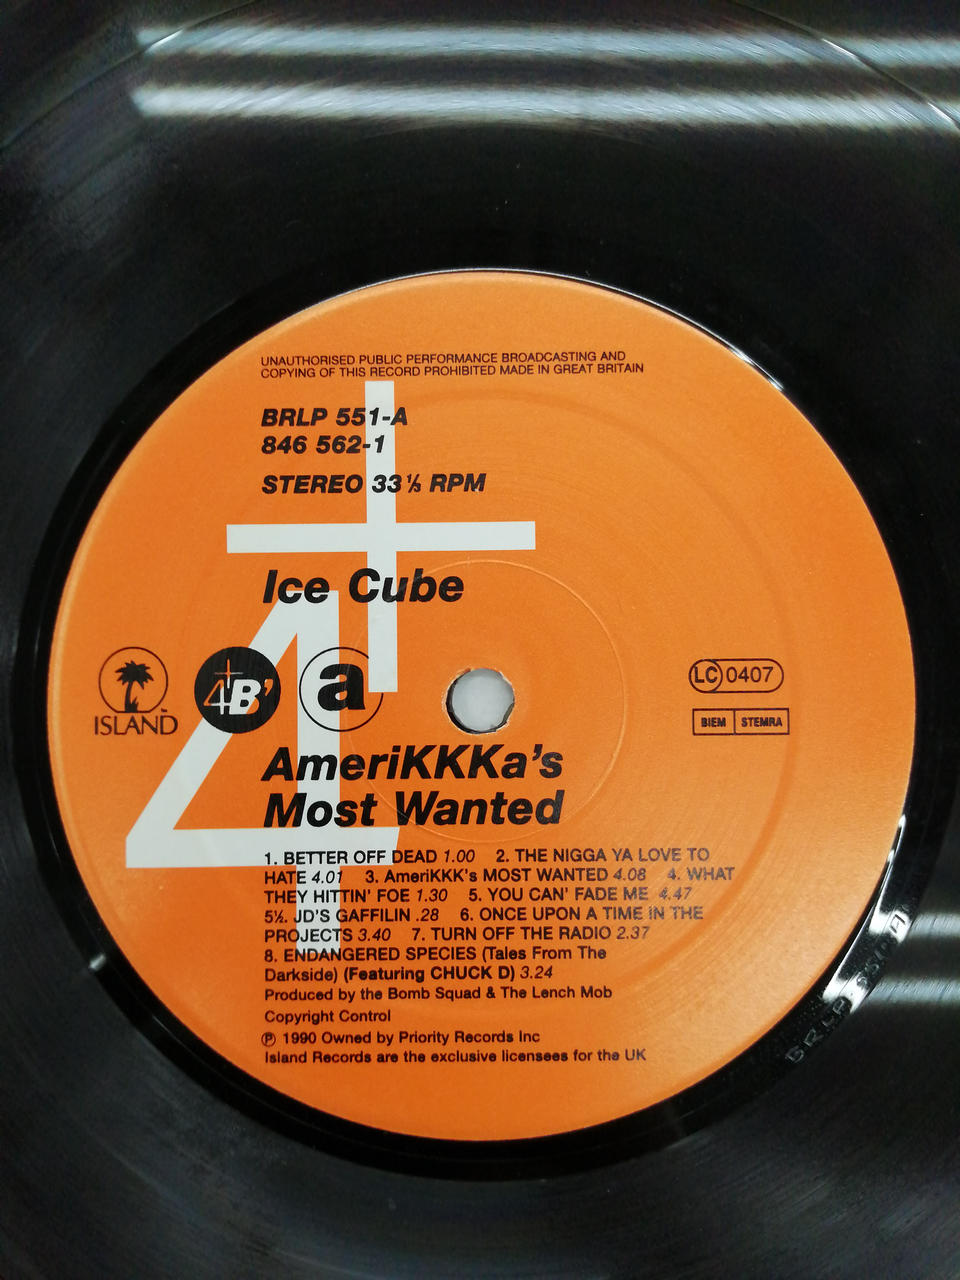 UNAUTHORISED PUBLIC PERFORMANCE BROADCASTING AND
COPYING OF THIS RECORD PROHIBITED MADE IN GREAT BRITAIN
BRLP 551-A
846 562-1
STEREO 33⅓ RPM
Ice Cube
ISLAND
4th B'
a
LC 0407
BIEM STEMRA
AmeriKKKa's
Most Wanted
1. BETTER OFF DEAD 1.00 2. THE NIGGA YA LOVE TO
HATE 4.01 3. AmeriKKK's MOST WANTED 4.08 4. WHAT
THEY HITTIN' FOE 1.30 5. YOU CAN' FADE ME 4.47
5½. JD'S GAFFILIN .28 6. ONCE UPON A TIME IN THE
PROJECTS 3.40 7. TURN OFF THE RADIO 2.37
8. ENDANGERED SPECIES (Tales From The
Darkside) (Featuring CHUCK D) 3.24
Produced by the Bomb Squad & The Lench Mob
Copyright Control
℗ 1990 Owned by Priority Records Inc
Island Records are the exclusive licensees for the UK